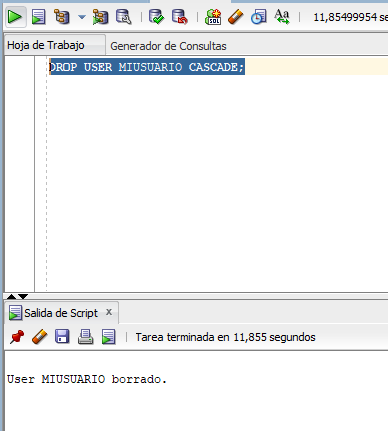 11,85499954 se
Hoja de Trabajo Generador de Consultas
DROP USER MIUSUARIO CASCADE;
Salida de Script x
Tarea terminada en 11,855 segundos
User MIUSUARIO borrado.